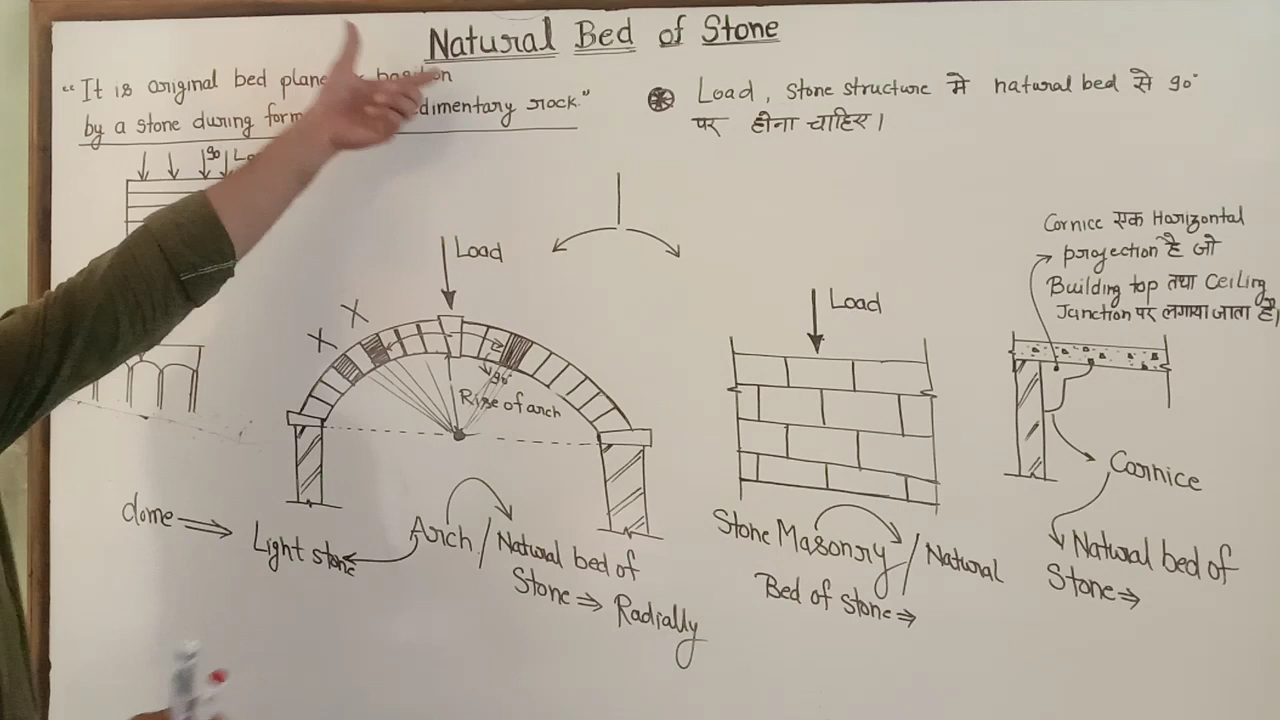 Natural Bed of Stone
“It is original bed plane
by a stone during form dimentary rock.”
Load, Stone structure मे natural bed से 90°
पर होना चाहिए।
90
Load
X X
90°
Rise of arch
Load
Cornice एक Horizontal
projection है जो
Building top तथा Ceiling
Junction पर लगाया जाता है।
Cornice
dome ⇒ Light stone
Arch / Natural bed of
Stone ⇒ Radially
Stone Masonry / Natural
Bed of stone ⇒
Natural bed of
Stone ⇒